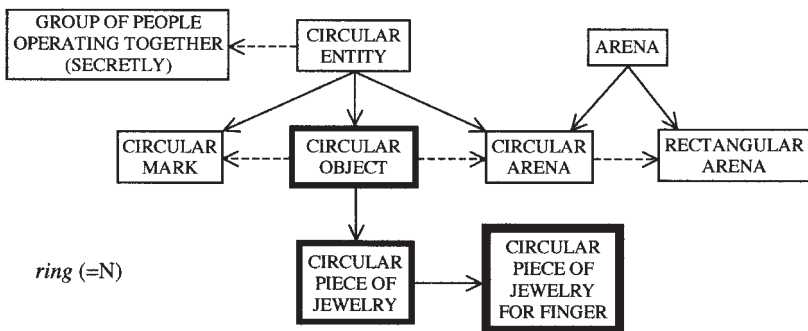 GROUP OF PEOPLE
OPERATING TOGETHER
(SECRETLY)
CIRCULAR
ENTITY
ARENA
CIRCULAR
MARK
CIRCULAR
OBJECT
CIRCULAR
ARENA
RECTANGULAR
ARENA
ring (=N)
CIRCULAR
PIECE OF
JEWELRY
CIRCULAR
PIECE OF
JEWELRY
FOR FINGER